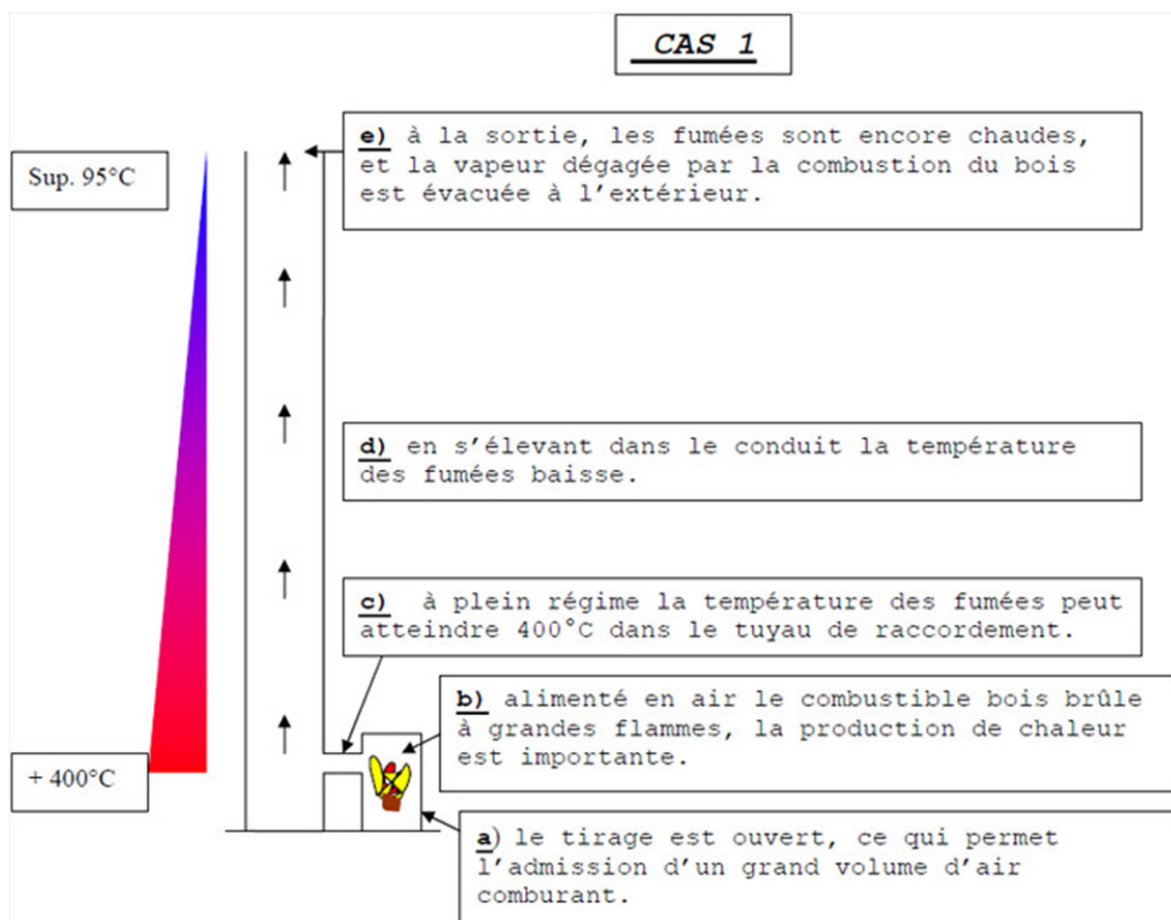 CAS 1
e) à la sortie, les fumées sont encore chaudes,
et la vapeur dégagée par la combustion du bois
est évacuée à l'extérieur.
Sup. 95°C
d) en s'élevant dans le conduit la température
des fumées baisse.
c) à plein régime la température des fumées peut
atteindre 400°C dans le tuyau de raccordement.
b) alimenté en air le combustible bois brûle
à grandes flammes, la production de chaleur
est importante.
+ 400°C
a) le tirage est ouvert, ce qui permet
l'admission d'un grand volume d'air
comburant.